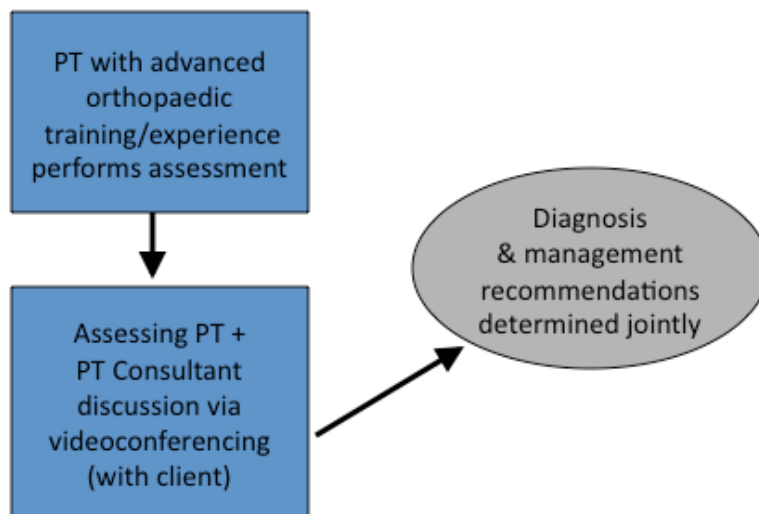 PT with advanced
orthopaedic
training/experience
performs assessment
Assessing PT +
PT Consultant
discussion via
videoconferencing
(with client)
Diagnosis
& management
recommendations
determined jointly